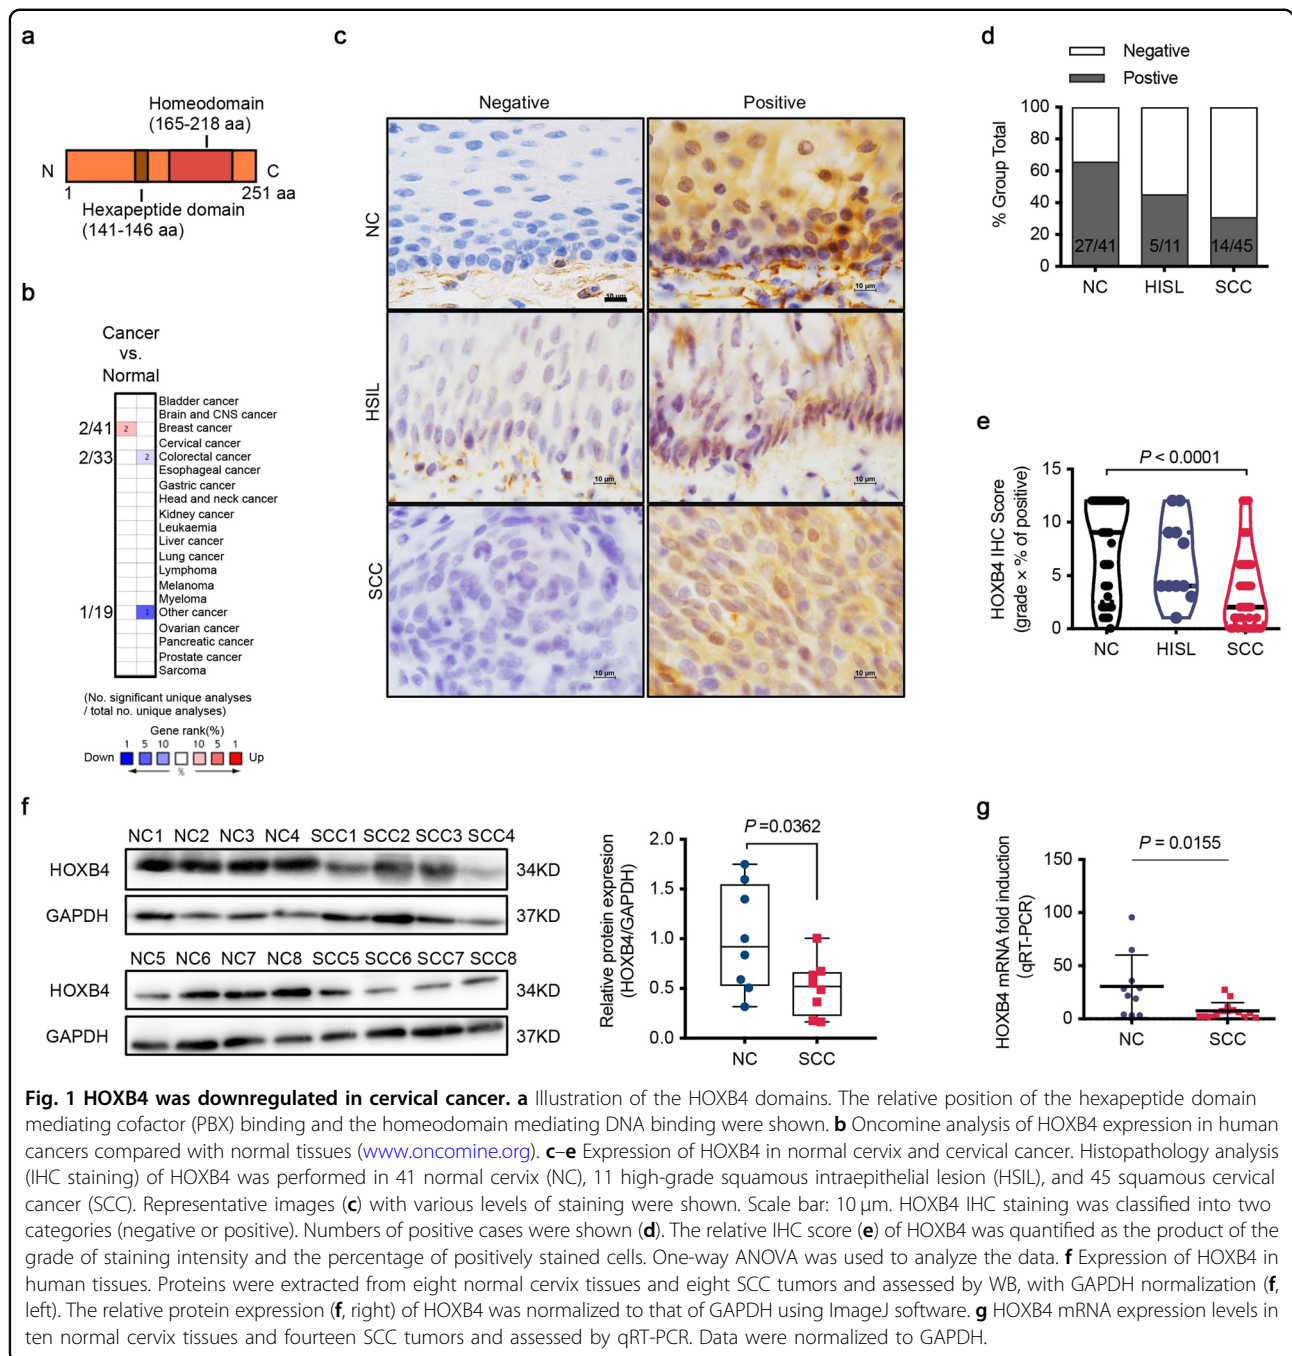 a
Homeodomain
(165-218 aa)
N
C
1
251 aa
Hexapeptide domain
(141-146 aa)
b
Cancer
vs.
Normal
Bladder cancer
Brain and CNS cancer
2/41 2 Breast cancer
Cervical cancer
2/33 2 Colorectal cancer
Esophageal cancer
Gastric cancer
Head and neck cancer
Kidney cancer
Leukaemia
Liver cancer
Lung cancer
Lymphoma
Melanoma
Myeloma
1/19 1 Other cancer
Ovarian cancer
Pancreatic cancer
Prostate cancer
Sarcoma
(No. significant unique analyses
/ total no. unique analyses)
Gene rank(%)
1 5 10 10 5 1
Down Up
%
c
Negative Positive
NC
10 µm
10 µm
HSIL
10 µm
10 µm
SCC
10 µm
10 µm
d
Negative
Postive
% Group Total
100
80
60
40
20
0
27/41 5/11 14/45
NC HISL SCC
e
P < 0.0001
HOXB4 IHC Score
(grade × % of positive)
15
10
5
0
NC HISL SCC
f
NC1 NC2 NC3 NC4 SCC1 SCC2 SCC3 SCC4
HOXB4 34KD
GAPDH 37KD
NC5 NC6 NC7 NC8 SCC5 SCC6 SCC7 SCC8
HOXB4 34KD
GAPDH 37KD
P =0.0362
Relative protein expresion
(HOXB4/GAPDH)
2.0
1.5
1.0
0.5
0.0
NC SCC
g
P = 0.0155
HOXB4 mRNA fold induction
(qRT-PCR)
150
100
50
0
NC SCC
Fig. 1 HOXB4 was downregulated in cervical cancer. a Illustration of the HOXB4 domains. The relative position of the hexapeptide domain
mediating cofactor (PBX) binding and the homeodomain mediating DNA binding were shown. b Oncomine analysis of HOXB4 expression in human
cancers compared with normal tissues (www.oncomine.org). c–e Expression of HOXB4 in normal cervix and cervical cancer. Histopathology analysis
(IHC staining) of HOXB4 was performed in 41 normal cervix (NC), 11 high-grade squamous intraepithelial lesion (HSIL), and 45 squamous cervical
cancer (SCC). Representative images (c) with various levels of staining were shown. Scale bar: 10 µm. HOXB4 IHC staining was classified into two
categories (negative or positive). Numbers of positive cases were shown (d). The relative IHC score (e) of HOXB4 was quantified as the product of the
grade of staining intensity and the percentage of positively stained cells. One-way ANOVA was used to analyze the data. f Expression of HOXB4 in
human tissues. Proteins were extracted from eight normal cervix tissues and eight SCC tumors and assessed by WB, with GAPDH normalization (f,
left). The relative protein expression (f, right) of HOXB4 was normalized to that of GAPDH using ImageJ software. g HOXB4 mRNA expression levels in
ten normal cervix tissues and fourteen SCC tumors and assessed by qRT-PCR. Data were normalized to GAPDH.